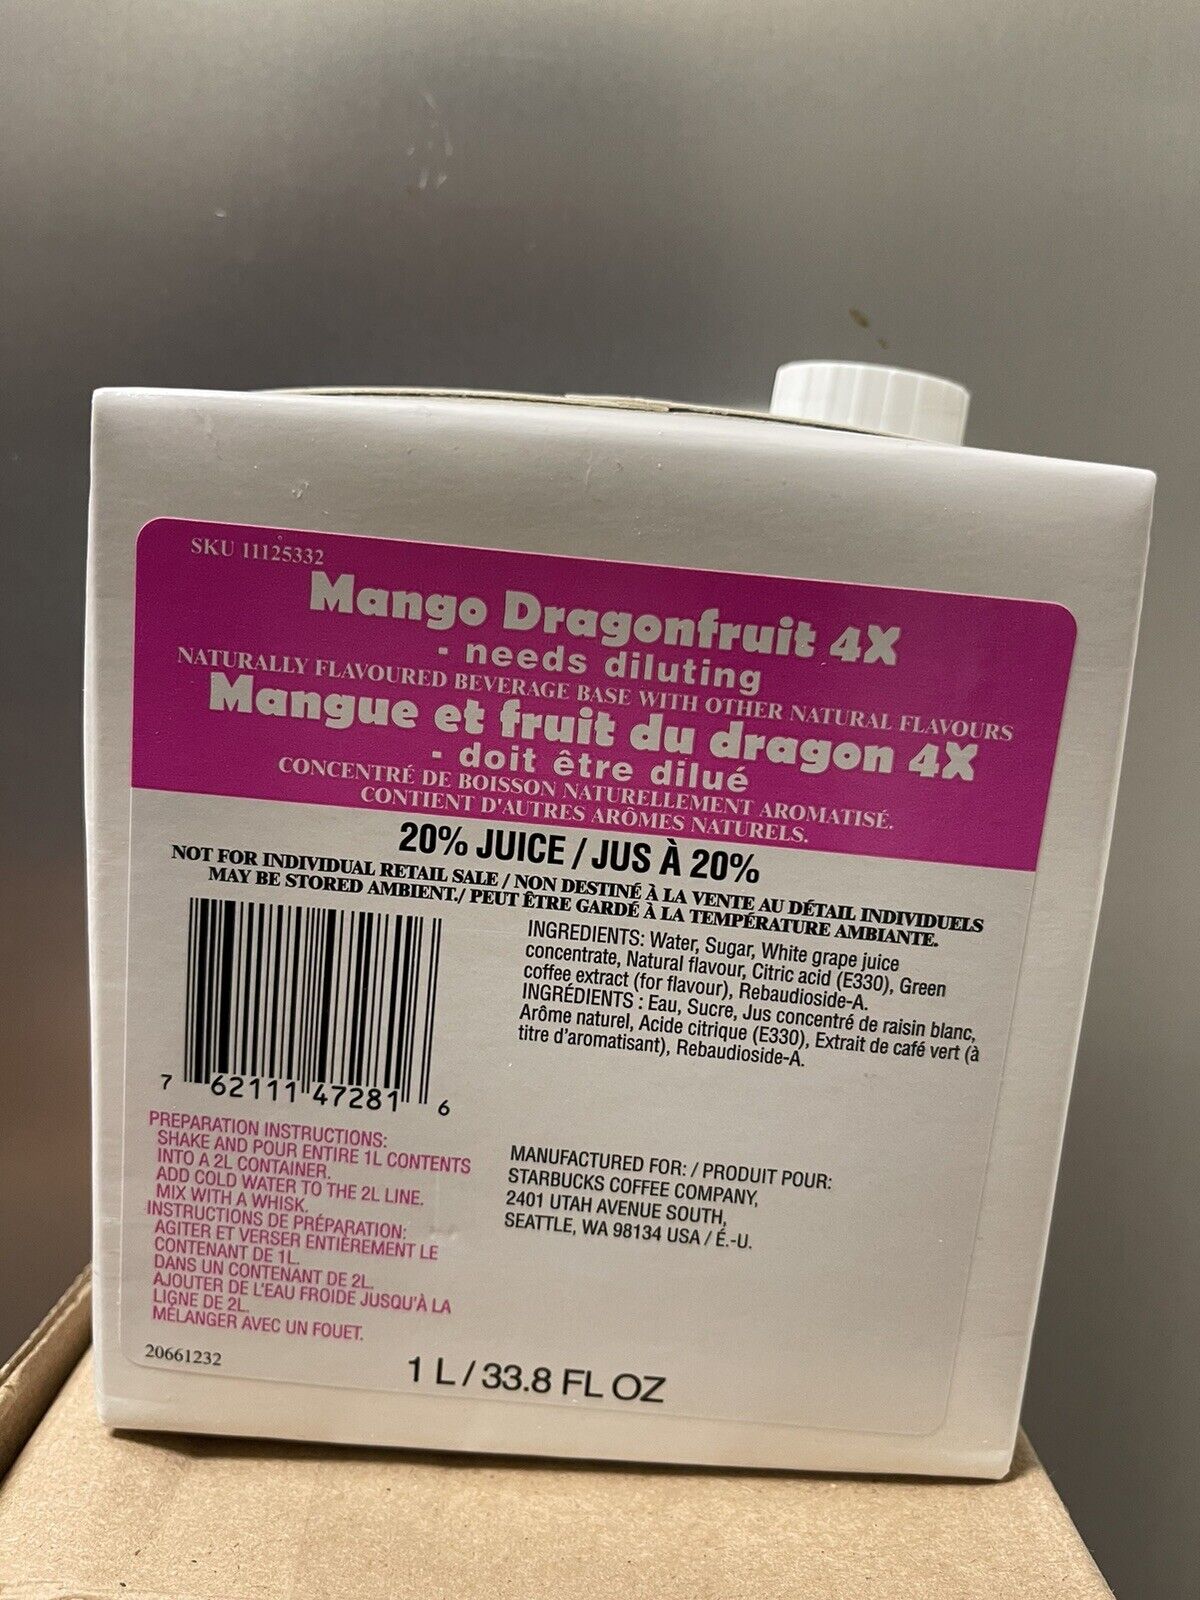 SKU 11125332
Mango Dragonfruit 4X
- needs diluting
NATURALLY FLAVOURED BEVERAGE BASE WITH OTHER NATURAL FLAVOURS
Mangue et fruit du dragon 4X
- doit être dilué
CONCENTRÉ DE BOISSON NATURELLEMENT AROMATISÉ.
CONTIENT D'AUTRES ARÔMES NATURELS.
20% JUICE / JUS À 20%
NOT FOR INDIVIDUAL RETAIL SALE / NON DESTINÉ À LA VENTE AU DÉTAIL INDIVIDUELS
MAY BE STORED AMBIENT./ PEUT ÊTRE GARDÉ À LA TEMPÉRATURE AMBIANTE.
INGREDIENTS: Water, Sugar, White grape juice
concentrate, Natural flavour, Citric acid (E330), Green
coffee extract (for flavour), Rebaudioside-A.
INGRÉDIENTS : Eau, Sucre, Jus concentré de raisin blanc,
Arôme naturel, Acide citrique (E330), Extrait de café vert (à
titre d'aromatisant), Rebaudioside-A.
7 62111 47281 6
PREPARATION INSTRUCTIONS:
SHAKE AND POUR ENTIRE 1L CONTENTS
INTO A 2L CONTAINER.
ADD COLD WATER TO THE 2L LINE.
MIX WITH A WHISK.
INSTRUCTIONS DE PRÉPARATION:
AGITER ET VERSER ENTIÈREMENT LE
CONTENANT DE 1L.
DANS UN CONTENANT DE 2L.
AJOUTER DE L'EAU FROIDE JUSQU'À LA
LIGNE DE 2L.
MÉLANGER AVEC UN FOUET.
MANUFACTURED FOR: / PRODUIT POUR:
STARBUCKS COFFEE COMPANY,
2401 UTAH AVENUE SOUTH,
SEATTLE, WA 98134 USA / É.-U.
20661232
1 L / 33.8 FL OZ